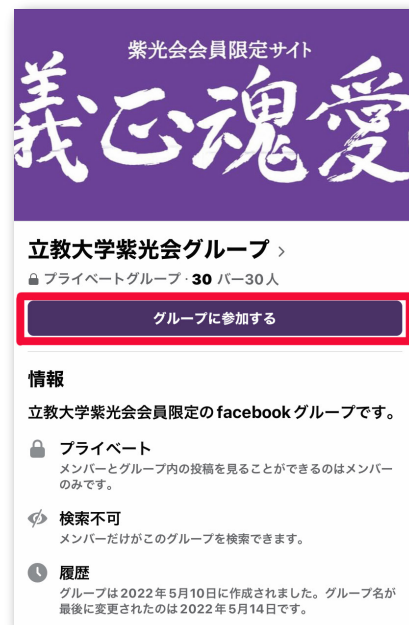 紫光会会員限定サイト
義正魂愛
立教大学紫光会グループ
プライベートグループ · 30 バー30人
グループに参加する
情報
立教大学紫光会会員限定のfacebookグループです。
プライベート
メンバーとグループ内の投稿を見ることができるのはメンバー
のみです。
検索不可
メンバーだけがこのグループを検索できます。
履歴
グループは2022年5月10日に作成されました。グループ名が
最後に変更されたのは2022年5月14日です。